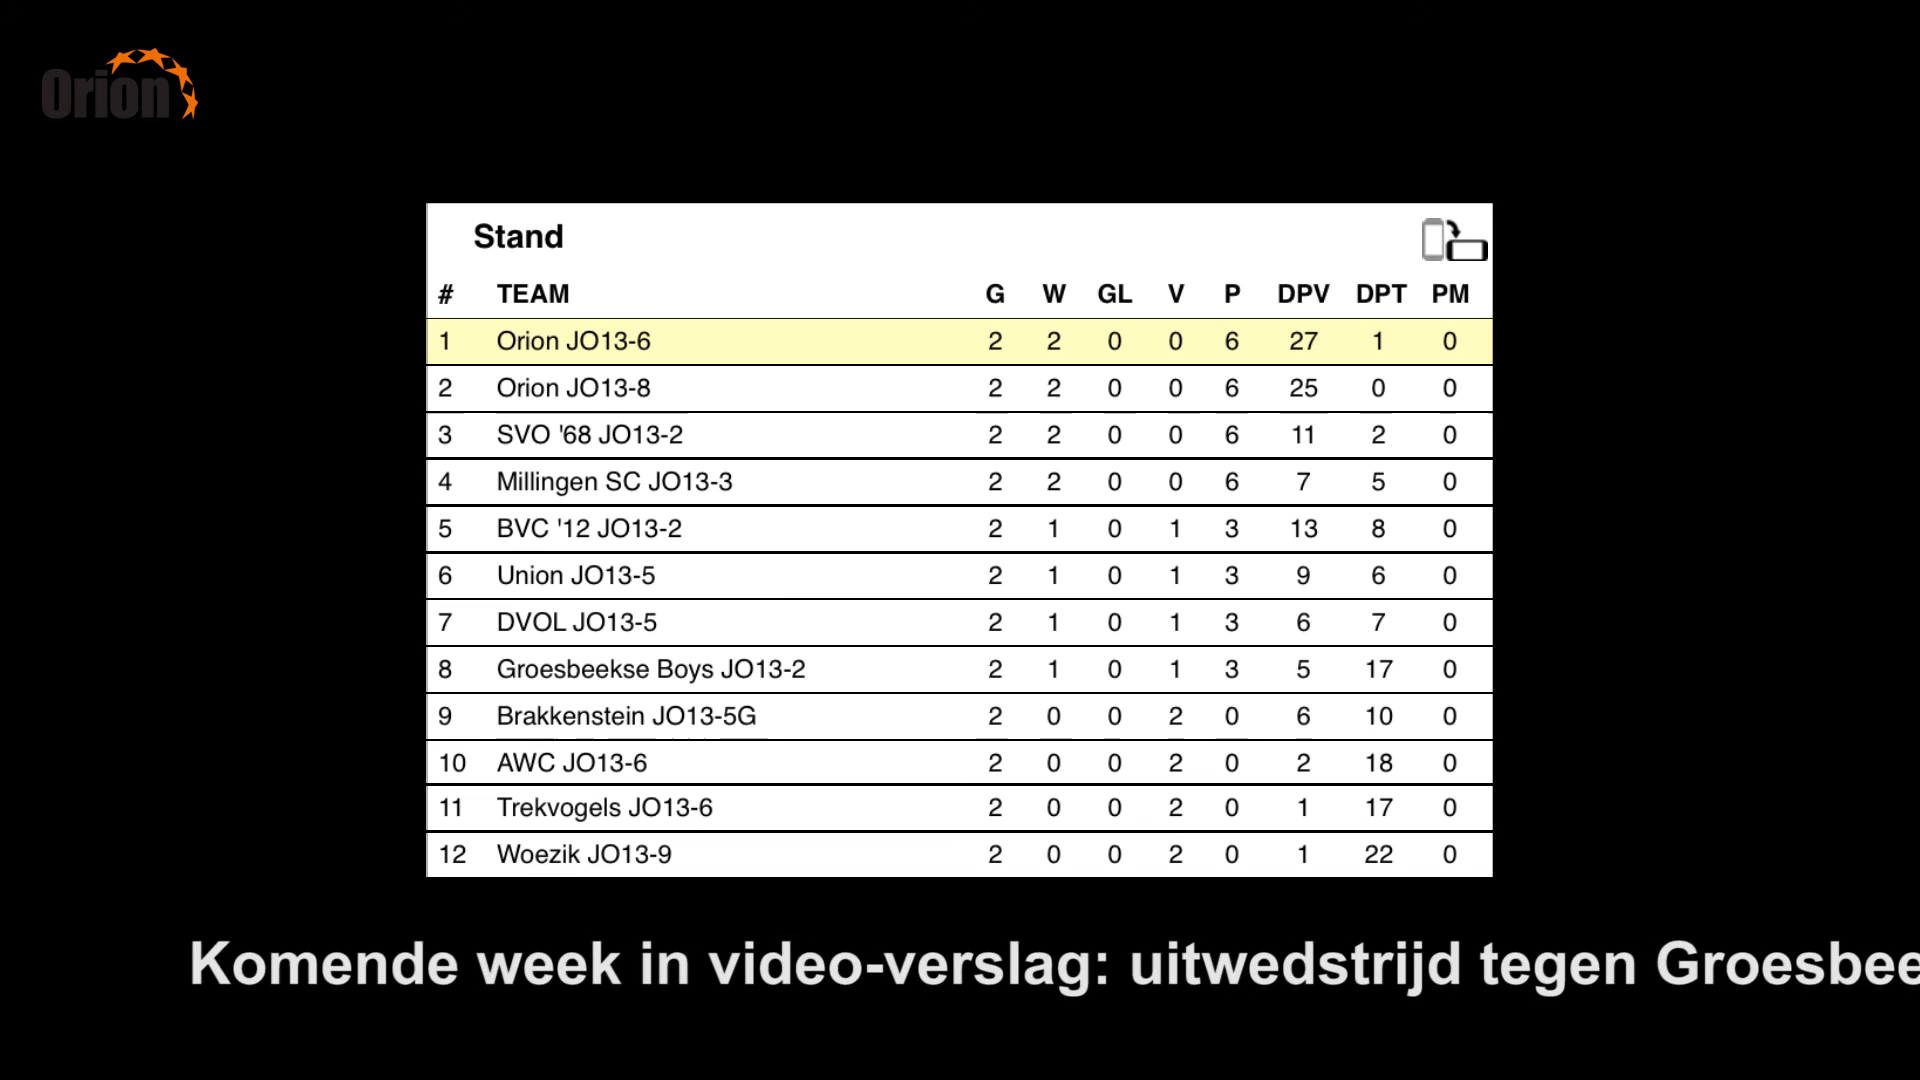 Orion
Stand
# TEAM G W GL V P DPV DPT PM
1 Orion JO13-6 2 2 0 0 6 27 1 0
2 Orion JO13-8 2 2 0 0 6 25 0 0
3 SVO '68 JO13-2 2 2 0 0 6 11 2 0
4 Millingen SC JO13-3 2 2 0 0 6 7 5 0
5 BVC '12 JO13-2 2 1 0 1 3 13 8 0
6 Union JO13-5 2 1 0 1 3 9 6 0
7 DVOL JO13-5 2 1 0 1 3 6 7 0
8 Groesbeekse Boys JO13-2 2 1 0 1 3 5 17 0
9 Brakkenstein JO13-5G 2 0 0 2 0 6 10 0
10 AWC JO13-6 2 0 0 2 0 2 18 0
11 Trekvogels JO13-6 2 0 0 2 0 1 17 0
12 Woezik JO13-9 2 0 0 2 0 1 22 0
Komende week in video-verslag: uitwedstrijd tegen Groesbee